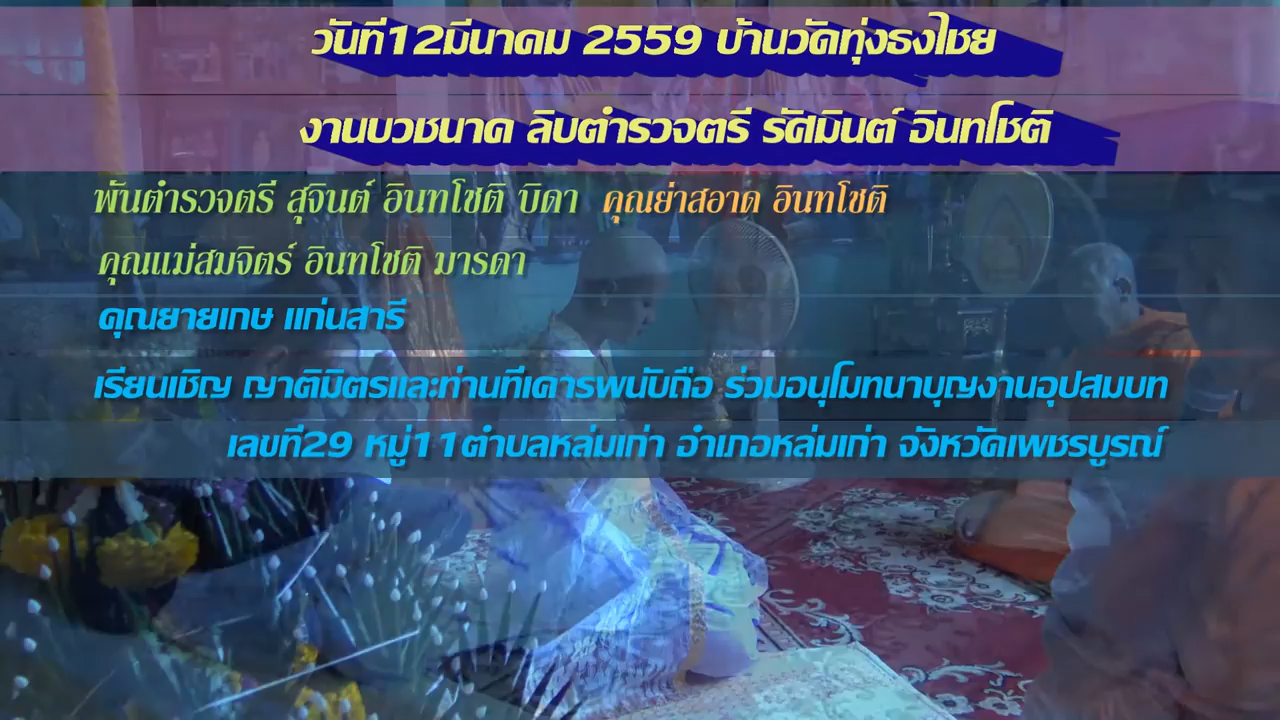 วันที่12มีนาคม 2559 บ้านวัดทุ่งธงไชย
งานบวชนาค ลิบตำรวจตรี รัศมินต์ อินทโชติ
พันตำรวจตรี สุจินต์ อินทโชติ บิดา คุณย่าสอาด อินทโชติ
คุณแม่สมจิตร์ อินทโชติ มารดา
คุณยายเกษ แก่นสารี
เรียนเชิญ ญาติมิตรและท่านที่เคารพนับถือ ร่วมอนุโมทนาบุญงานอุปสมบท
เลขที่29 หมู่11ตำบลหล่มเก่า อำเภอหล่มเก่า จังหวัดเพชรบูรณ์